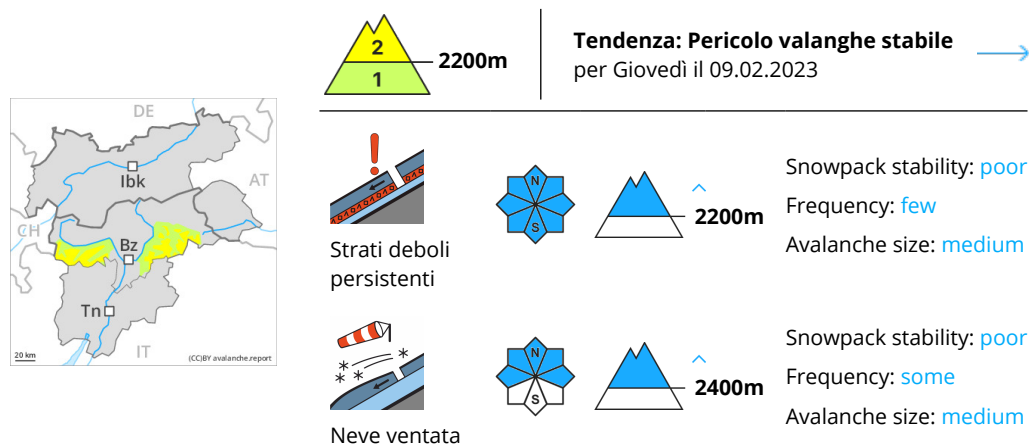 2
1
2200m
Tendenza: Pericolo valanghe stabile
per Giovedì il 09.02.2023
DE
Ibk
AT
CH
Bz
Tn
IT
20 km
(CC)BY avalanche.report
Strati deboli
persistenti
N
S
2200m
Snowpack stability: poor
Frequency: few
Avalanche size: medium
Neve ventata
N
S
2400m
Snowpack stability: poor
Frequency: some
Avalanche size: medium